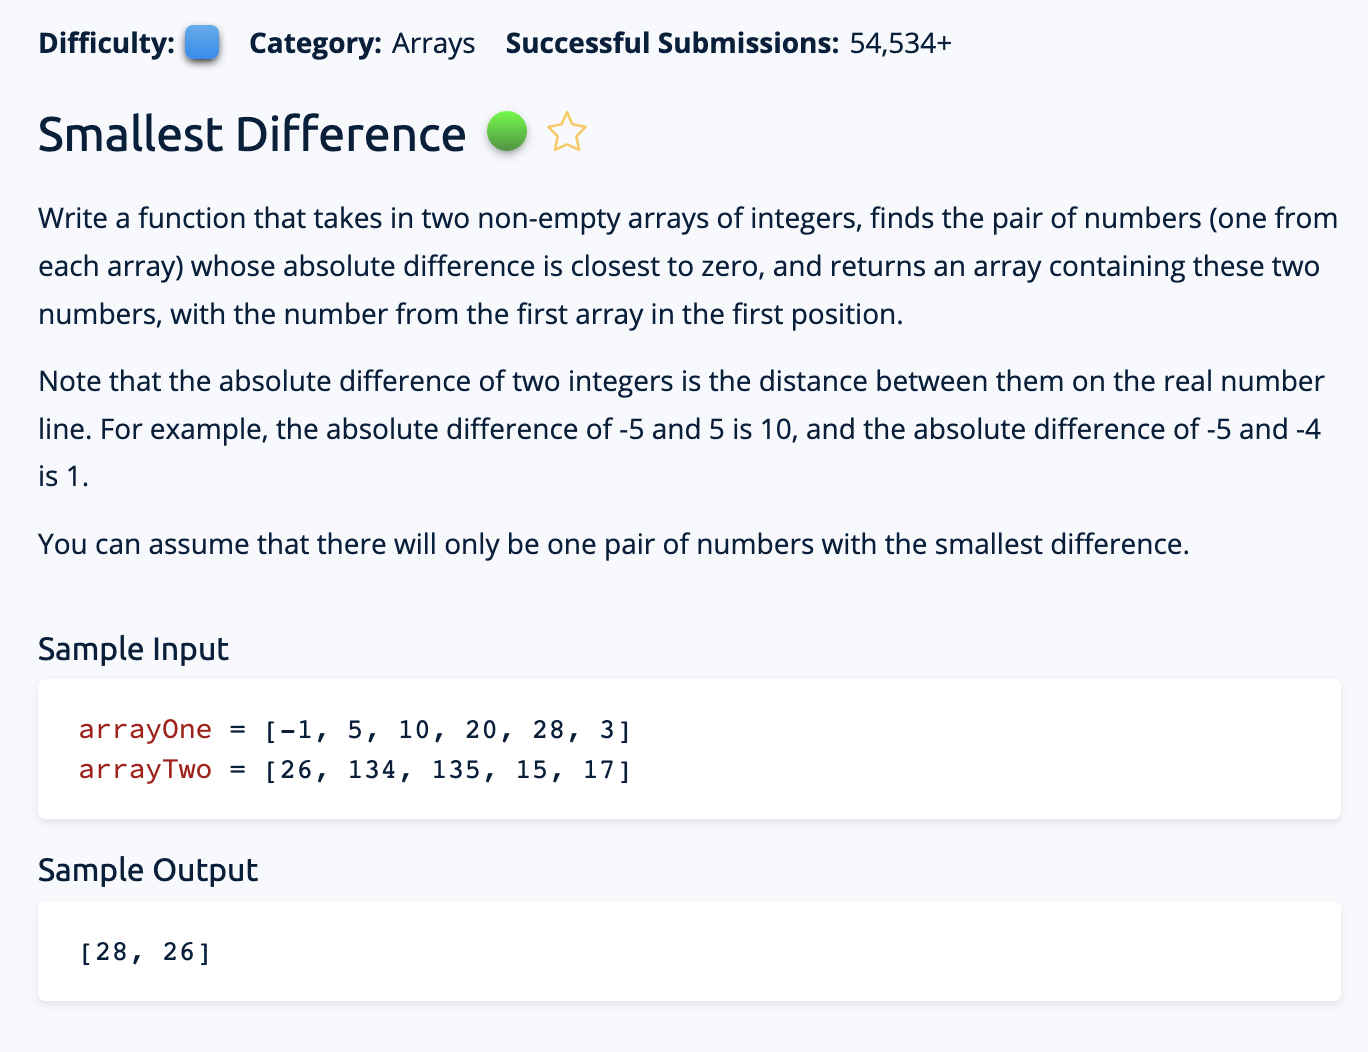 Difficulty: Category: Arrays Successful Submissions: 54,534+
Smallest Difference
Write a function that takes in two non-empty arrays of integers, finds the pair of numbers (one from
each array) whose absolute difference is closest to zero, and returns an array containing these two
numbers, with the number from the first array in the first position.
Note that the absolute difference of two integers is the distance between them on the real number
line. For example, the absolute difference of -5 and 5 is 10, and the absolute difference of -5 and -4
is 1.
You can assume that there will only be one pair of numbers with the smallest difference.
Sample Input
arrayOne = [-1, 5, 10, 20, 28, 3]
arrayTwo = [26, 134, 135, 15, 17]
Sample Output
[28, 26]